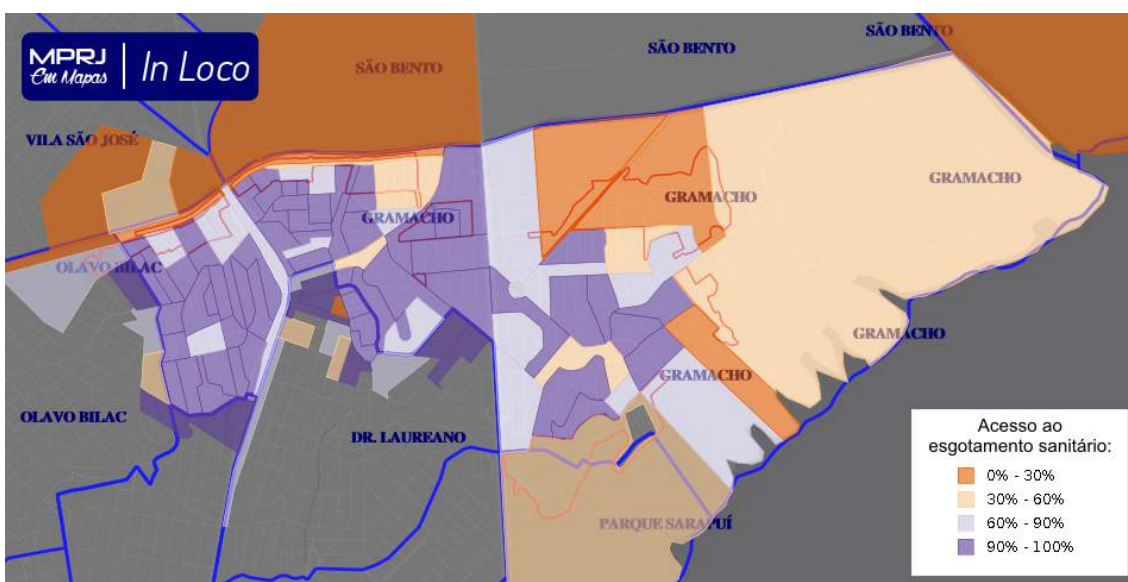 MPRJ
Em Mapas
In Loco
SÃO BENTO
SÃO BENTO
SÃO BENTO
VILA SÃO JOSÉ
GRAMACHO
GRAMACHO
GRAMACHO
OLAVO BILAC
GRAMACHO
GRAMACHO
OLAVO BILAC
DR. LAUREANO
PARQUE SARAPUÍ
Acesso ao
esgotamento sanitário:
0% - 30%
30% - 60%
60% - 90%
90% - 100%